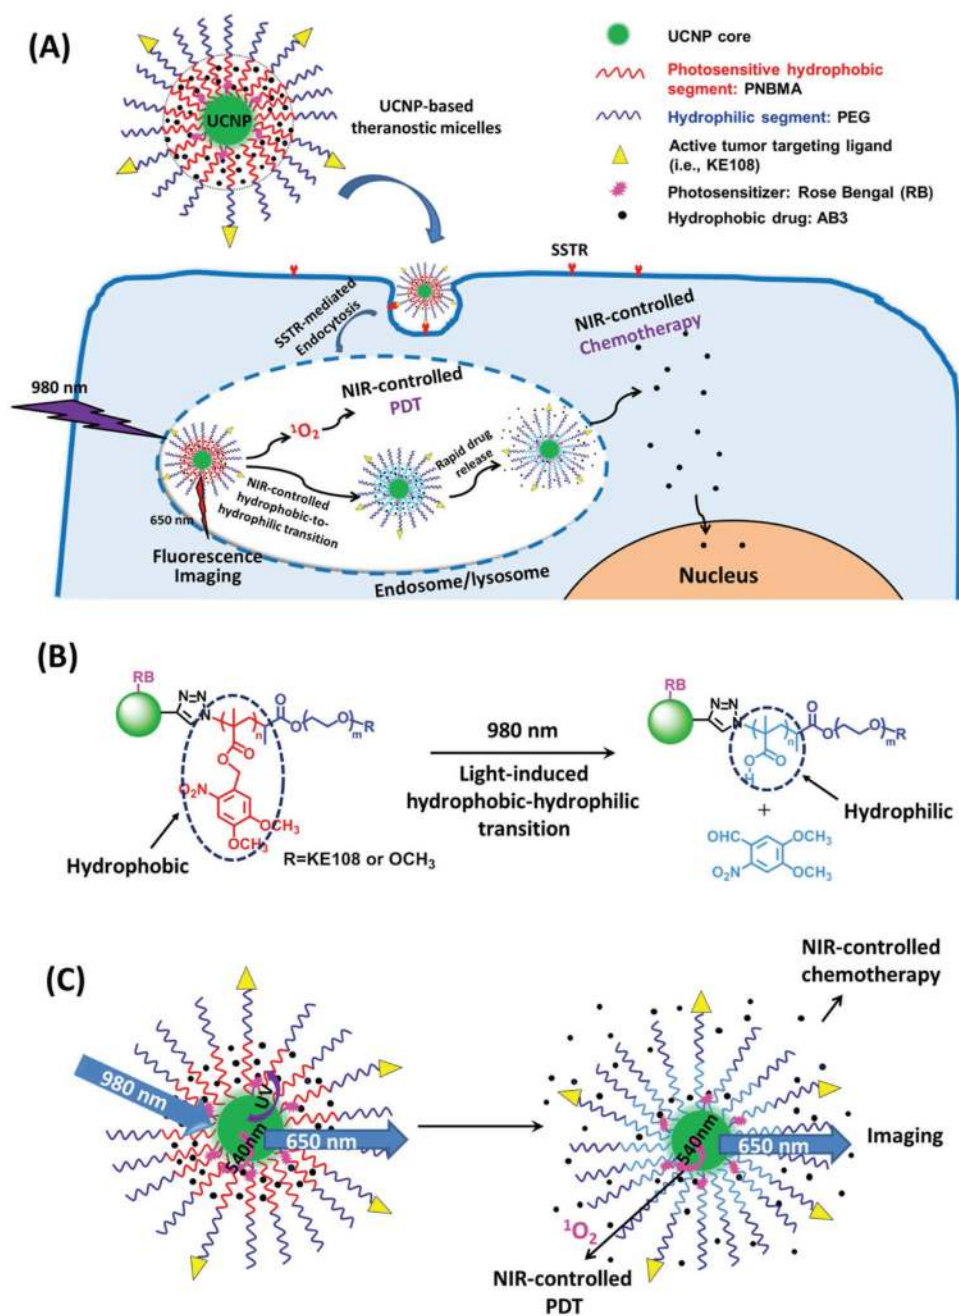 (A)
UCNP
UCNP-based
theranostic micelles
UCNP core
Photosensitive hydrophobic
segment: PNBMA
Hydrophilic segment: PEG
Active tumor targeting ligand
(i.e., KE108)
Photosensitizer: Rose Bengal (RB)
Hydrophobic drug: AB3
SSTR
SSTR-mediated
Endocytosis
NIR-controlled
Chemotherapy
980 nm
NIR-controlled
PDT
¹O₂
Rapid drug
release
NIR-controlled
hydrophobic-to-
hydrophilic transition
650 nm
Fluorescence
Imaging
Endosome/lysosome
Nucleus
(B)
RB
N=N
N
n
O
O
m
R
O
O
O₂N
OCH₃
OCH₃
Hydrophobic
R=KE108 or OCH₃
980 nm
Light-induced
hydrophobic-hydrophilic
transition
RB
N=N
N
n
O
O
m
R
O
O
H
Hydrophilic
+
OHC
OCH₃
O₂N
OCH₃
(C)
980 nm
UV
540nm
650 nm
NIR-controlled
chemotherapy
540nm
650 nm
Imaging
¹O₂
NIR-controlled
PDT